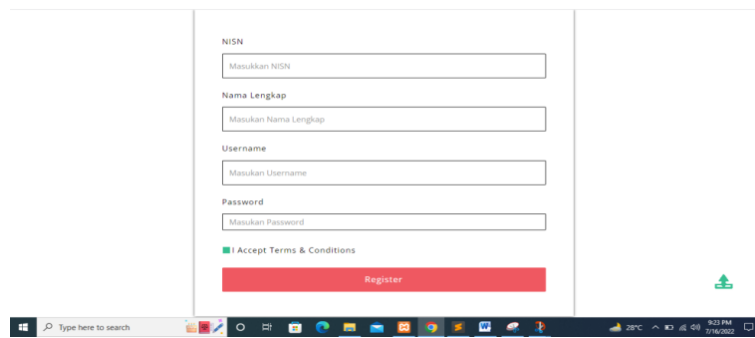 NISN
Masukkan NISN
Nama Lengkap
Masukan Nama Lengkap
Username
Masukan Username
Password
Masukan Password
I Accept Terms & Conditions
Register
Type here to search
28°C
9:23 PM
7/16/2022